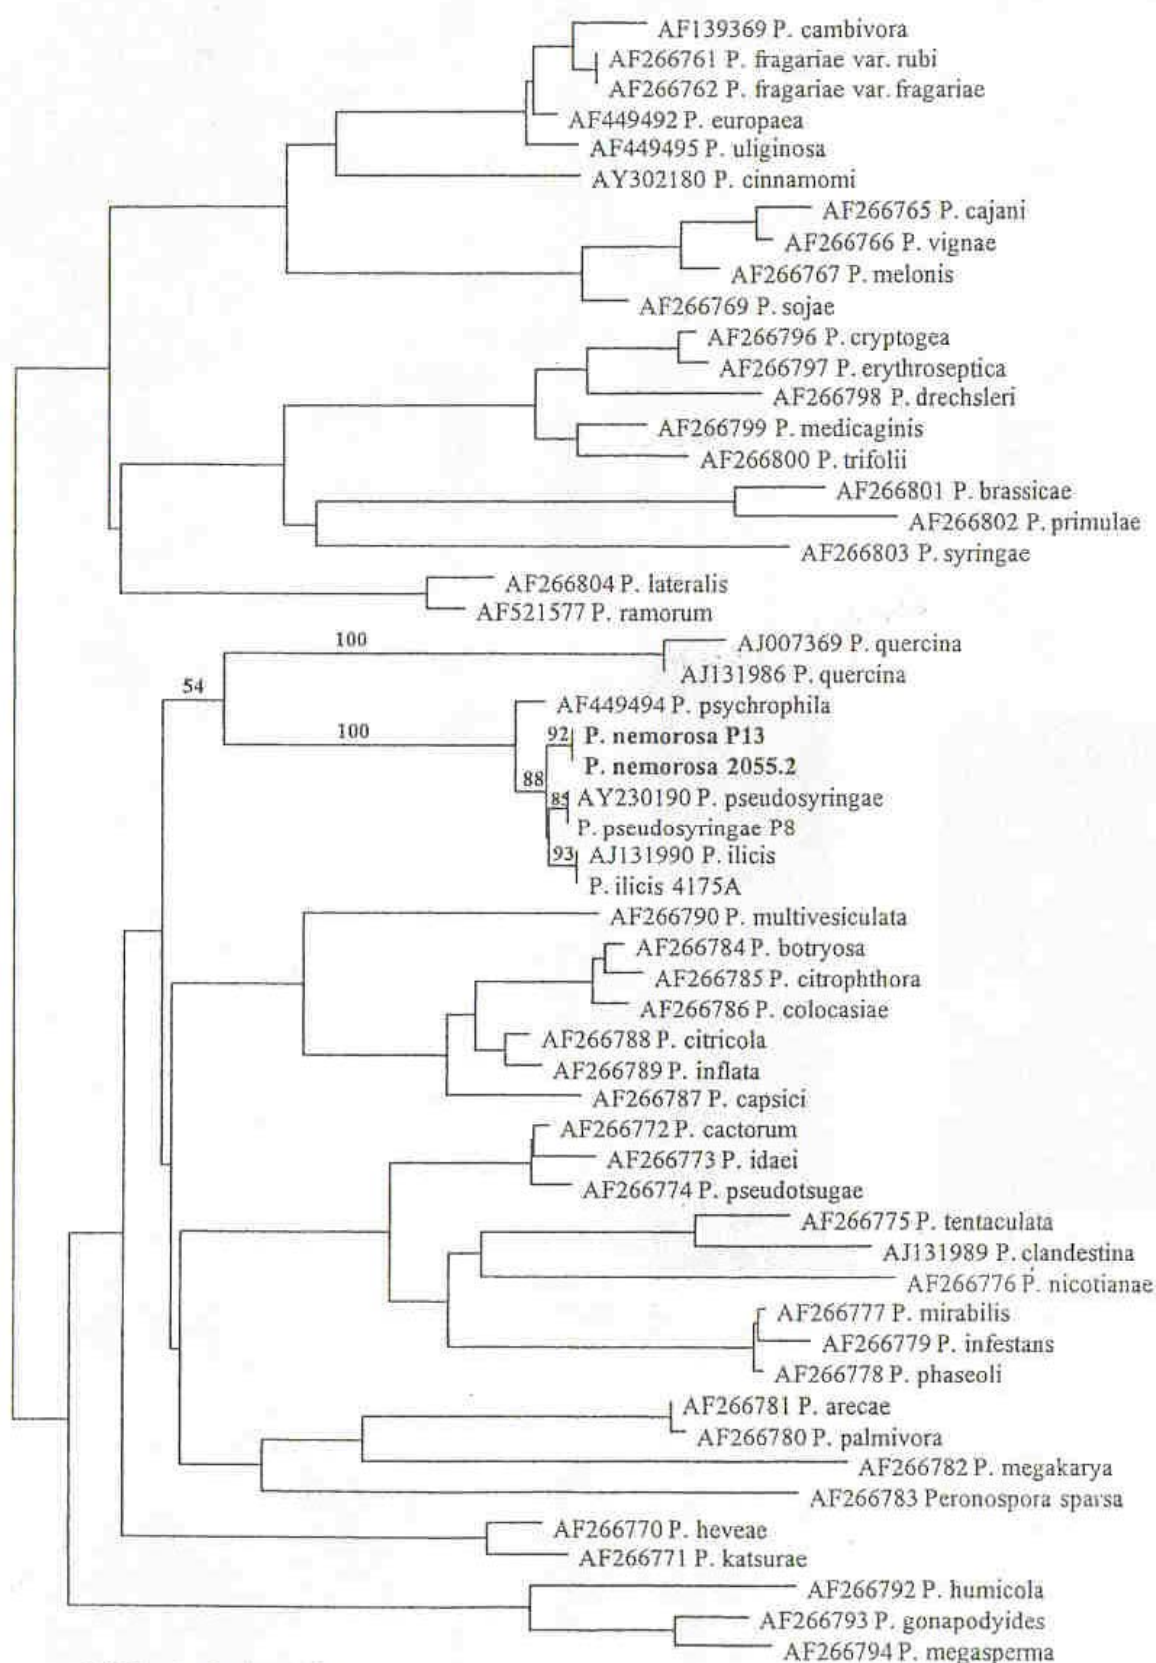 AF139369 P. cambivora
AF266761 P. fragariae var. rubi
AF266762 P. fragariae var. fragariae
AF449492 P. europaea
AF449495 P. uliginosa
AY302180 P. cinnamomi
AF266765 P. cajani
AF266766 P. vignae
AF266767 P. melonis
AF266769 P. sojae
AF266796 P. cryptogea
AF266797 P. erythroseptica
AF266798 P. drechsleri
AF266799 P. medicaginis
AF266800 P. trifolii
AF266801 P. brassicae
AF266802 P. primulae
AF266803 P. syringae
AF266804 P. lateralis
AF521577 P. ramorum
100
AJ007369 P. quercina
AJ131986 P. quercina
54
AF449494 P. psychrophila
100
92 P. nemorosa P13
P. nemorosa 2055.2
88
85 AY230190 P. pseudosyringae
P. pseudosyringae P8
93 AJ131990 P. ilicis
P. ilicis 4175A
AF266790 P. multivesiculata
AF266784 P. botryosa
AF266785 P. citrophthora
AF266786 P. colocasiae
AF266788 P. citricola
AF266789 P. inflata
AF266787 P. capsici
AF266772 P. cactorum
AF266773 P. idaei
AF266774 P. pseudotsugae
AF266775 P. tentaculata
AJ131989 P. clandestina
AF266776 P. nicotianae
AF266777 P. mirabilis
AF266779 P. infestans
AF266778 P. phaseoli
AF266781 P. arecae
AF266780 P. palmivora
AF266782 P. megakarya
AF266783 Peronospora sparsa
AF266770 P. heveae
AF266771 P. katsurae
AF266792 P. humicola
AF266793 P. gonapodyides
AF266794 P. megasperma